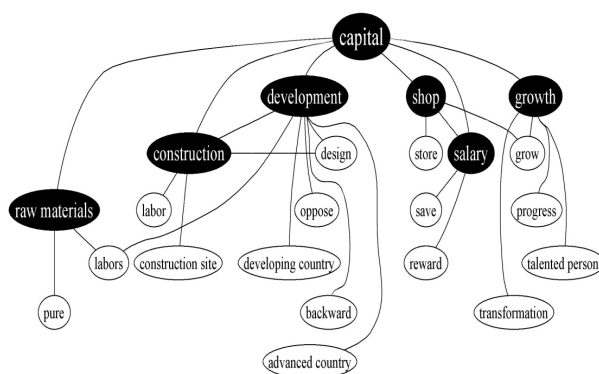 capital
development
shop
growth
construction
design
store
salary
grow
raw materials
labor
oppose
save
progress
labors
construction site
developing country
reward
talented person
pure
backward
transformation
advanced country